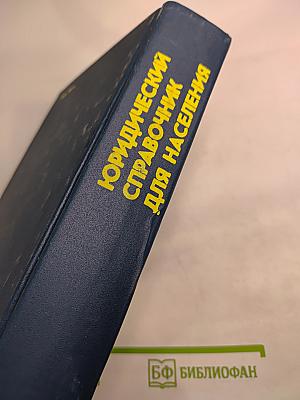 ЮРИДИЧЕСКИЙ
СПРАВОЧНИК
ДЛЯ НАСЕЛЕНИЯ
БФ БИБЛИОФАН